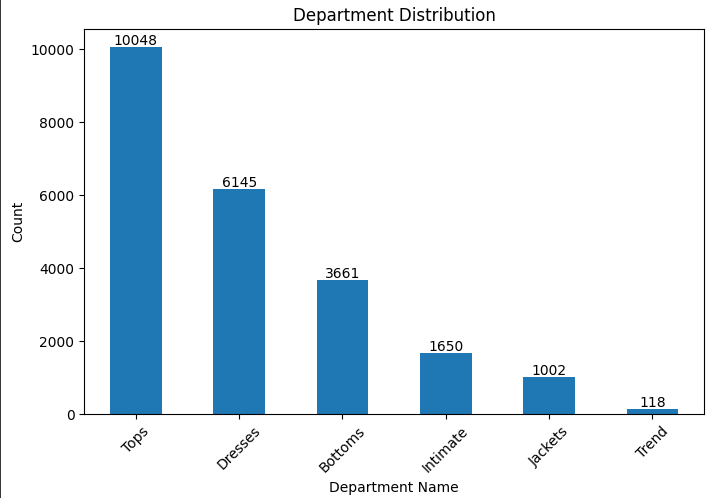 Department Distribution
10048
10000
8000
6145
6000
Count
3661
4000
1650
2000
1002
118
0
Tops
Dresses
Bottoms
Intimate
Jackets
Trend
Department Name